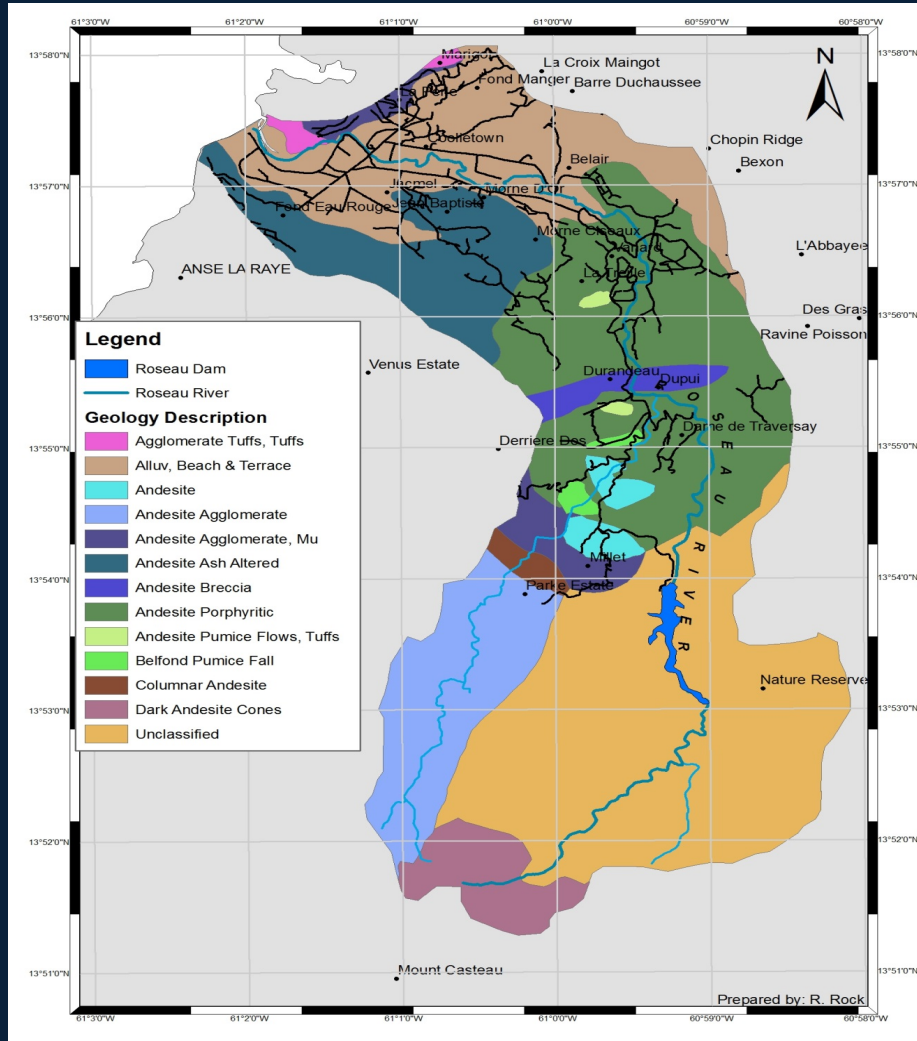 61°3'0"W 61°2'0"W 61°1'0"W 61°0'0"W 60°59'0"W 60°58'0"W
N
13°58'0"N 13°58'0"N
Marigot
La Croix Maingot
Fond Manger
Barre Duchaussee
La Perle
Coolletown
Chopin Ridge
Belair
Bexon
13°57'0"N 13°57'0"N
Jacmel
Morne D'Or
Fond Eau Rouge
Jean Baptiste
Morne Ciseaux
Vanard
L'Abbayee
ANSE LA RAYE
La Treille
13°56'0"N 13°56'0"N
Des Gras
Ravine Poisson
Venus Estate
Durandeau
Dupui
Dame de Traversay
13°55'0"N 13°55'0"N
Derriere Dos
ROSEAU RIVER
Millet
13°54'0"N 13°54'0"N
Parke Estate
Nature Reserve
13°53'0"N 13°53'0"N
13°52'0"N 13°52'0"N
13°51'0"N 13°51'0"N
Mount Casteau
Legend
Roseau Dam
Roseau River
Geology Description
Agglomerate Tuffs, Tuffs
Alluv, Beach & Terrace
Andesite
Andesite Agglomerate
Andesite Agglomerate, Mu
Andesite Ash Altered
Andesite Breccia
Andesite Porphyritic
Andesite Pumice Flows, Tuffs
Belfond Pumice Fall
Columnar Andesite
Dark Andesite Cones
Unclassified
Prepared by: R. Rock
61°3'0"W 61°2'0"W 61°1'0"W 61°0'0"W 60°59'0"W 60°58'0"W